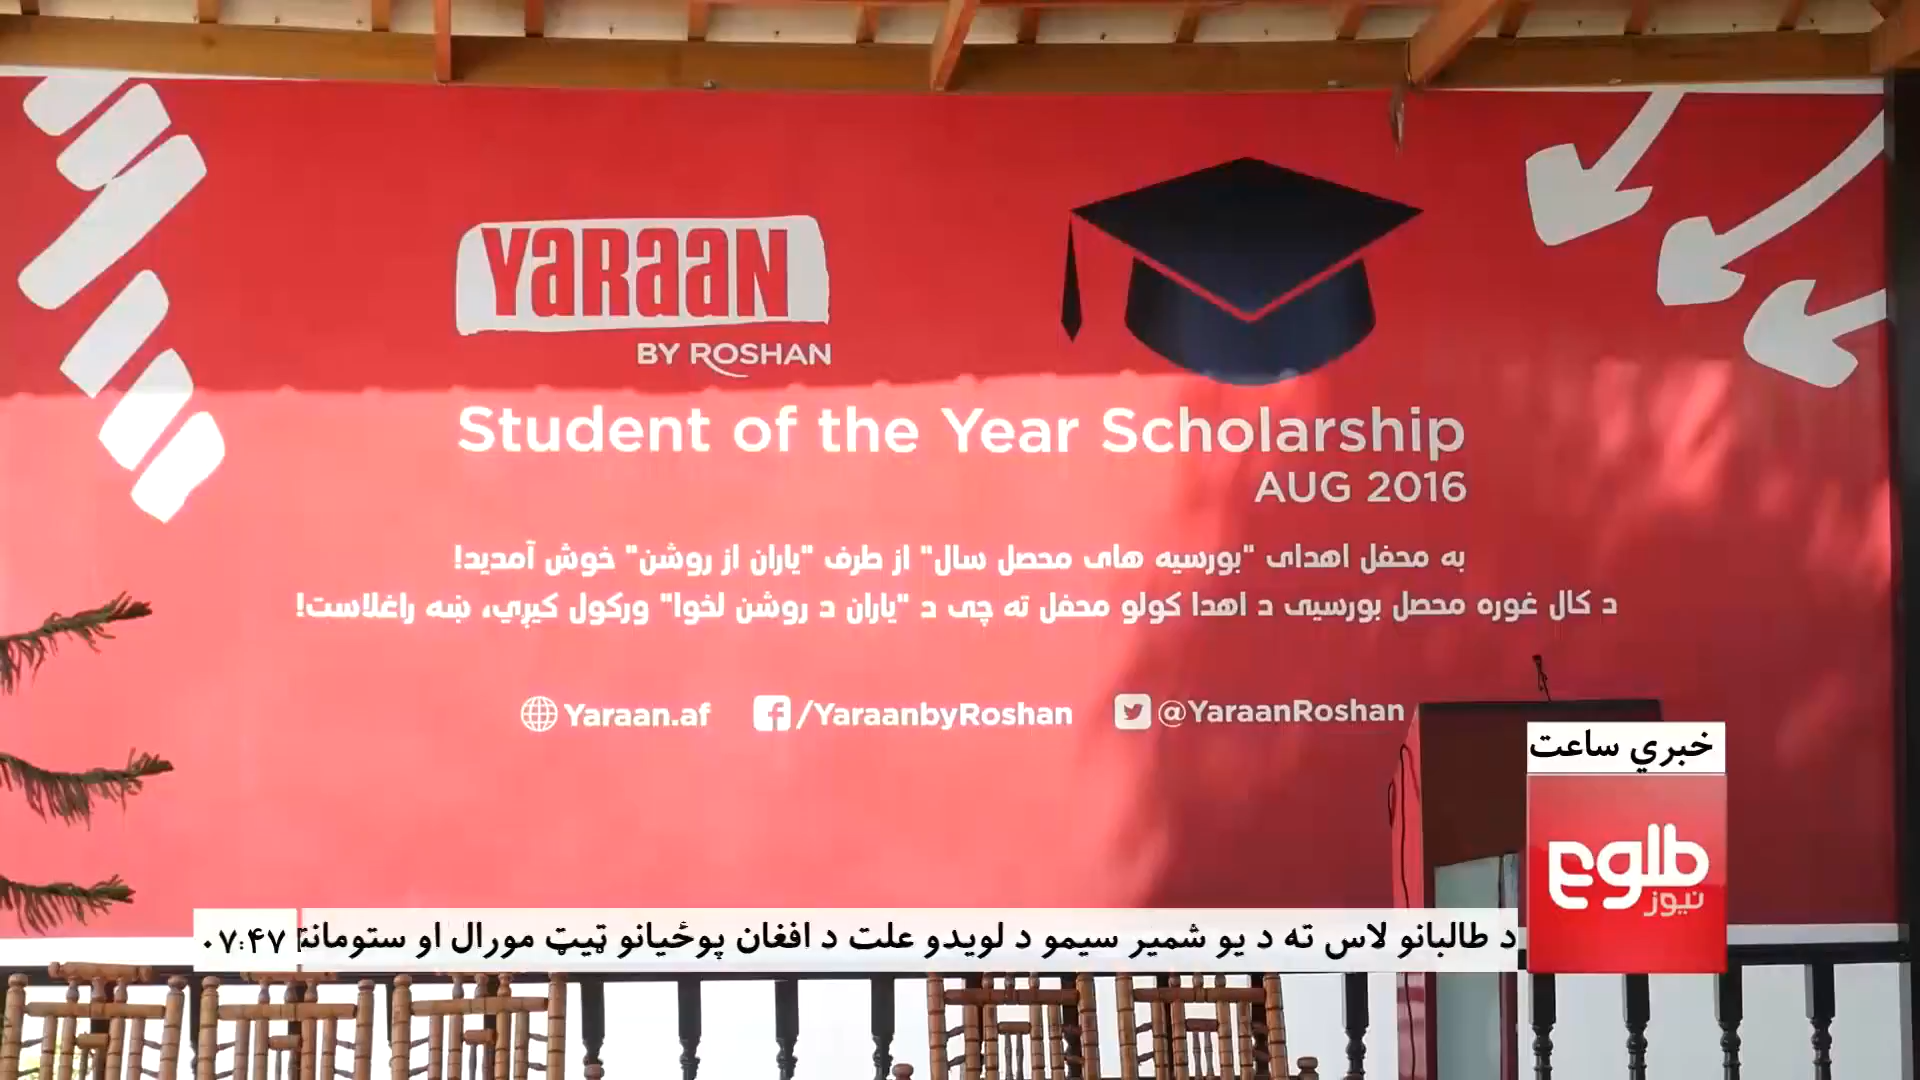 YARAAN
BY ROSHAN
Student of the Year Scholarship
AUG 2016
به محفل اهدای "بورسیه های محصل سال" از طرف "یاران از روشن" خوش آمدید!
د کال غوره محصل بورسیی د اهدا کولو محفل ته چی د "یاران د روشن لخوا" ورکول کیږي، ښه راغلاست!
Yaraan.af
/YaraanbyRoshan
@YaraanRoshan
خبري ساعت
طلوع
نیوز
د طالبانو لاس ته د یو شمیر سیمو د لویدو علت د افغان پوځیانو ټیټ مورال او ستومانتـ
۰۷:۴۷